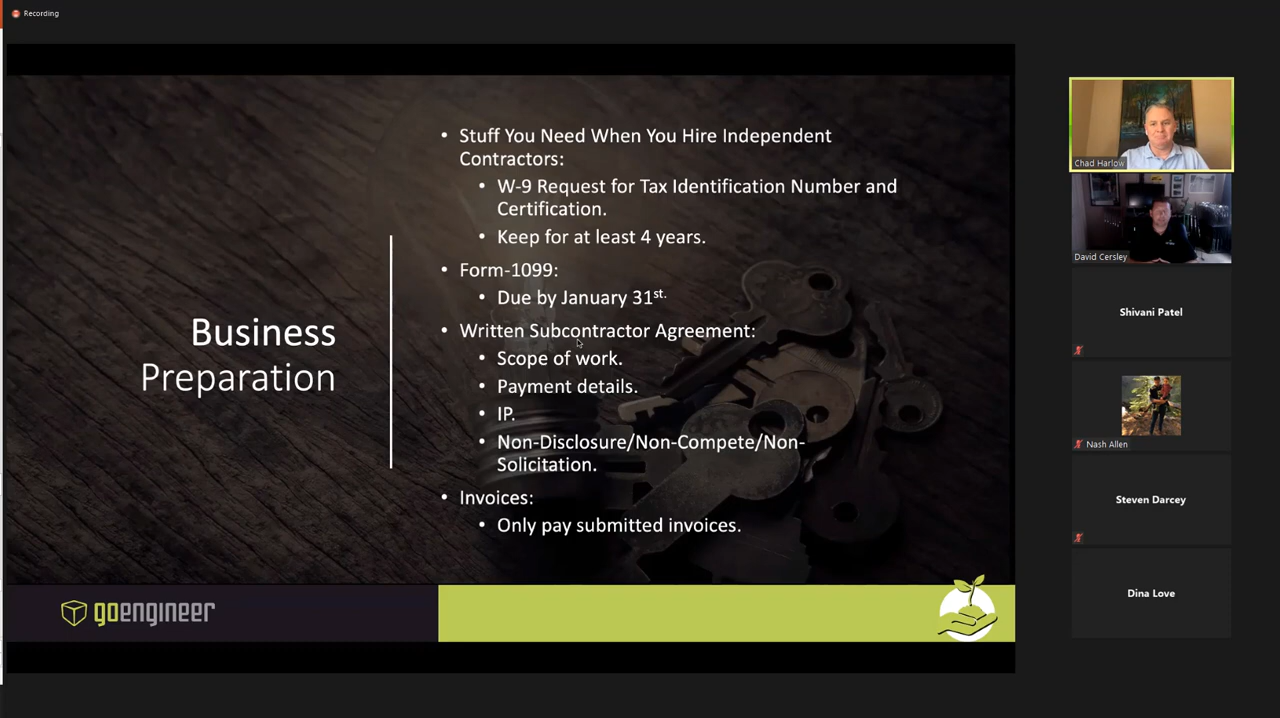 Recording
Business
Preparation
• Stuff You Need When You Hire Independent
Contractors:
• W-9 Request for Tax Identification Number and
Certification.
• Keep for at least 4 years.
• Form-1099:
• Due by January 31st.
• Written Subcontractor Agreement:
• Scope of work.
• Payment details.
• IP.
• Non-Disclosure/Non-Compete/Non-
Solicitation.
• Invoices:
• Only pay submitted invoices.
goengineer
Chad Harlow
David Cersley
Shivani Patel
Nash Allen
Steven Darcey
Dina Love